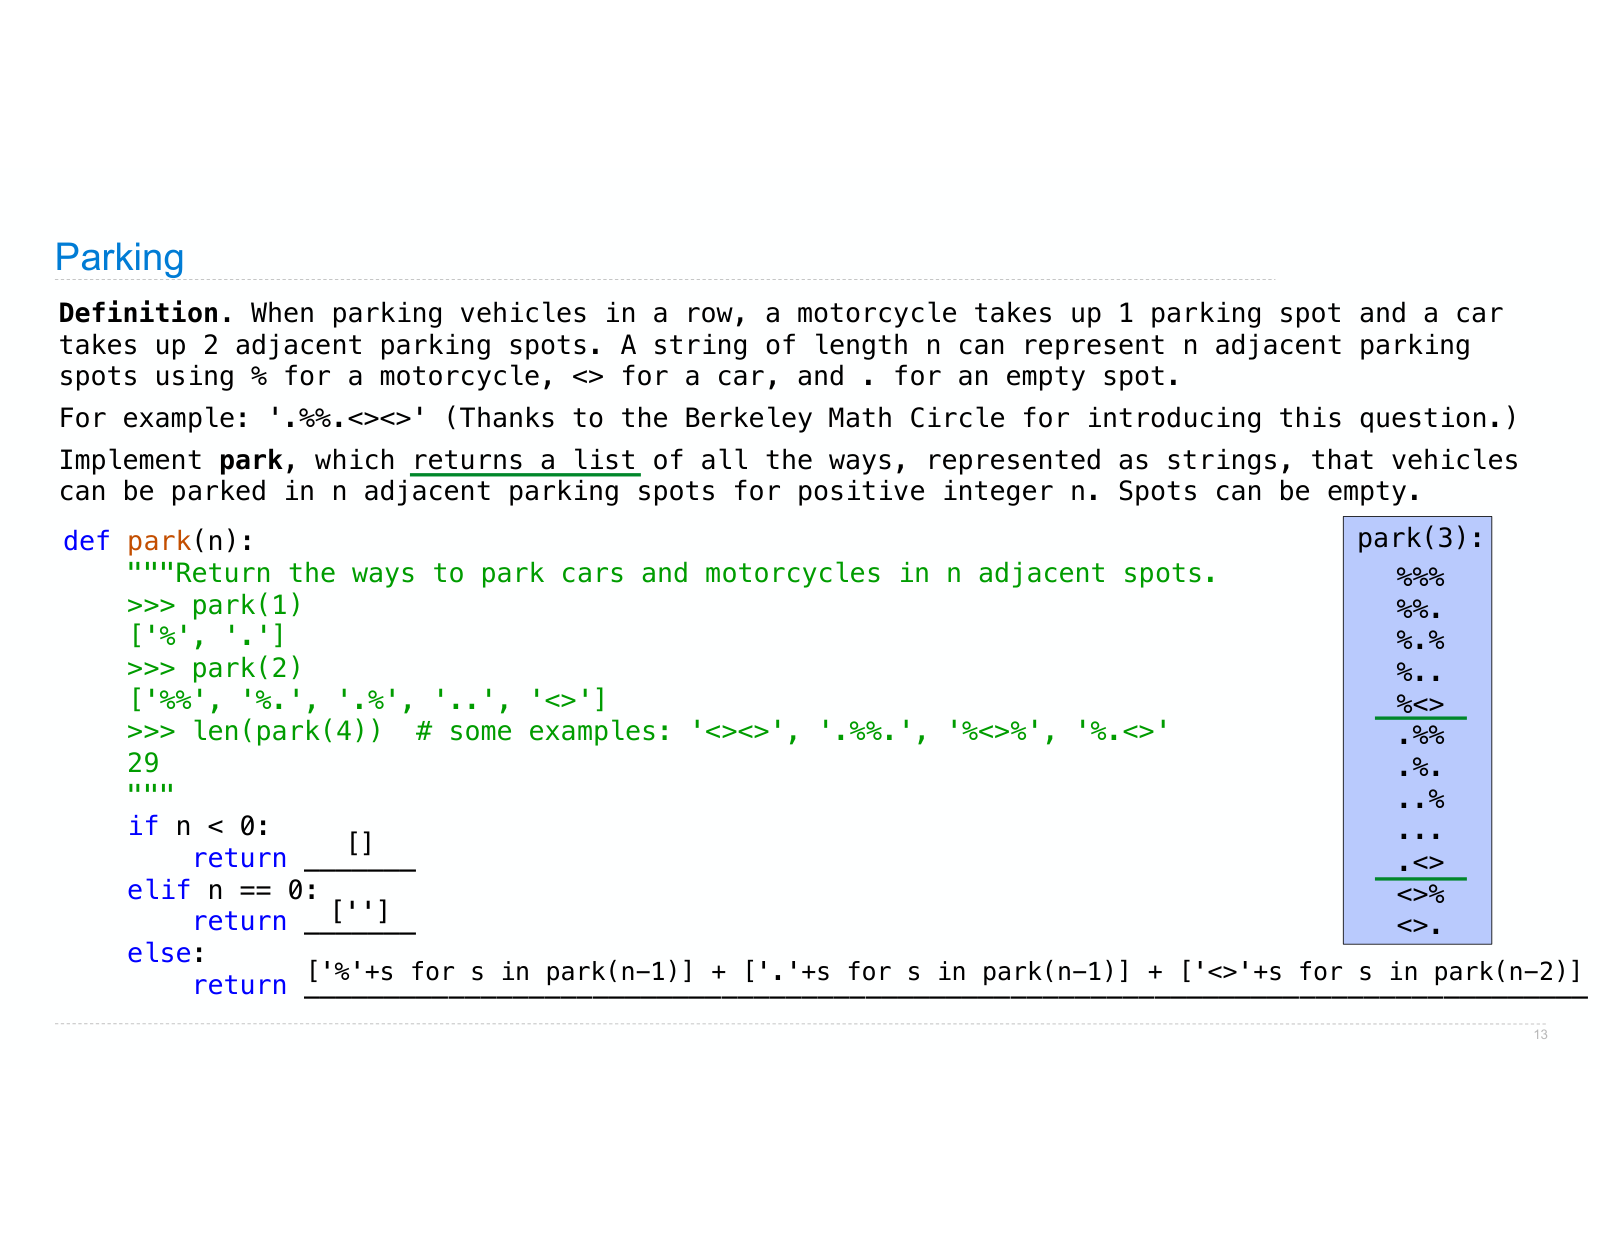 Parking
Definition. When parking vehicles in a row, a motorcycle takes up 1 parking spot and a car
takes up 2 adjacent parking spots. A string of length n can represent n adjacent parking
spots using % for a motorcycle, <> for a car, and . for an empty spot.
For example: '.%%.<><>' (Thanks to the Berkeley Math Circle for introducing this question.)
Implement park, which returns a list of all the ways, represented as strings, that vehicles
can be parked in n adjacent parking spots for positive integer n. Spots can be empty.
def park(n):
    """Return the ways to park cars and motorcycles in n adjacent spots.
    >>> park(1)
    ['%', '.']
    >>> park(2)
    ['%%', '%.', '.%', '..', '<>']
    >>> len(park(4))  # some examples: '<><>', '.%%.', '%<>%', '%.<>'
    29
    """
    if n < 0:
        return []
    elif n == 0:
        return ['']
    else:
        return ['%'+s for s in park(n-1)] + ['.'+s for s in park(n-1)] + ['<>'+s for s in park(n-2)]
park(3):
%%%
%%.
%.%
%..
%<>
.%%
.%.
..%
...
.<>
<>%
<>.
13